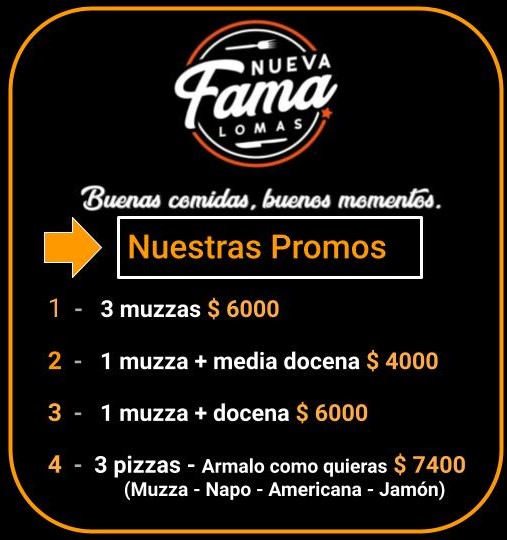 NUEVA
Fama
LOMAS
Buenas comidas, buenos momentos.
Nuestras Promos
1 - 3 muzzas $ 6000
2 - 1 muzza + media docena $ 4000
3 - 1 muzza + docena $ 6000
4 - 3 pizzas - Armalo como quieras $ 7400
(Muzza - Napo - Americana - Jamón)